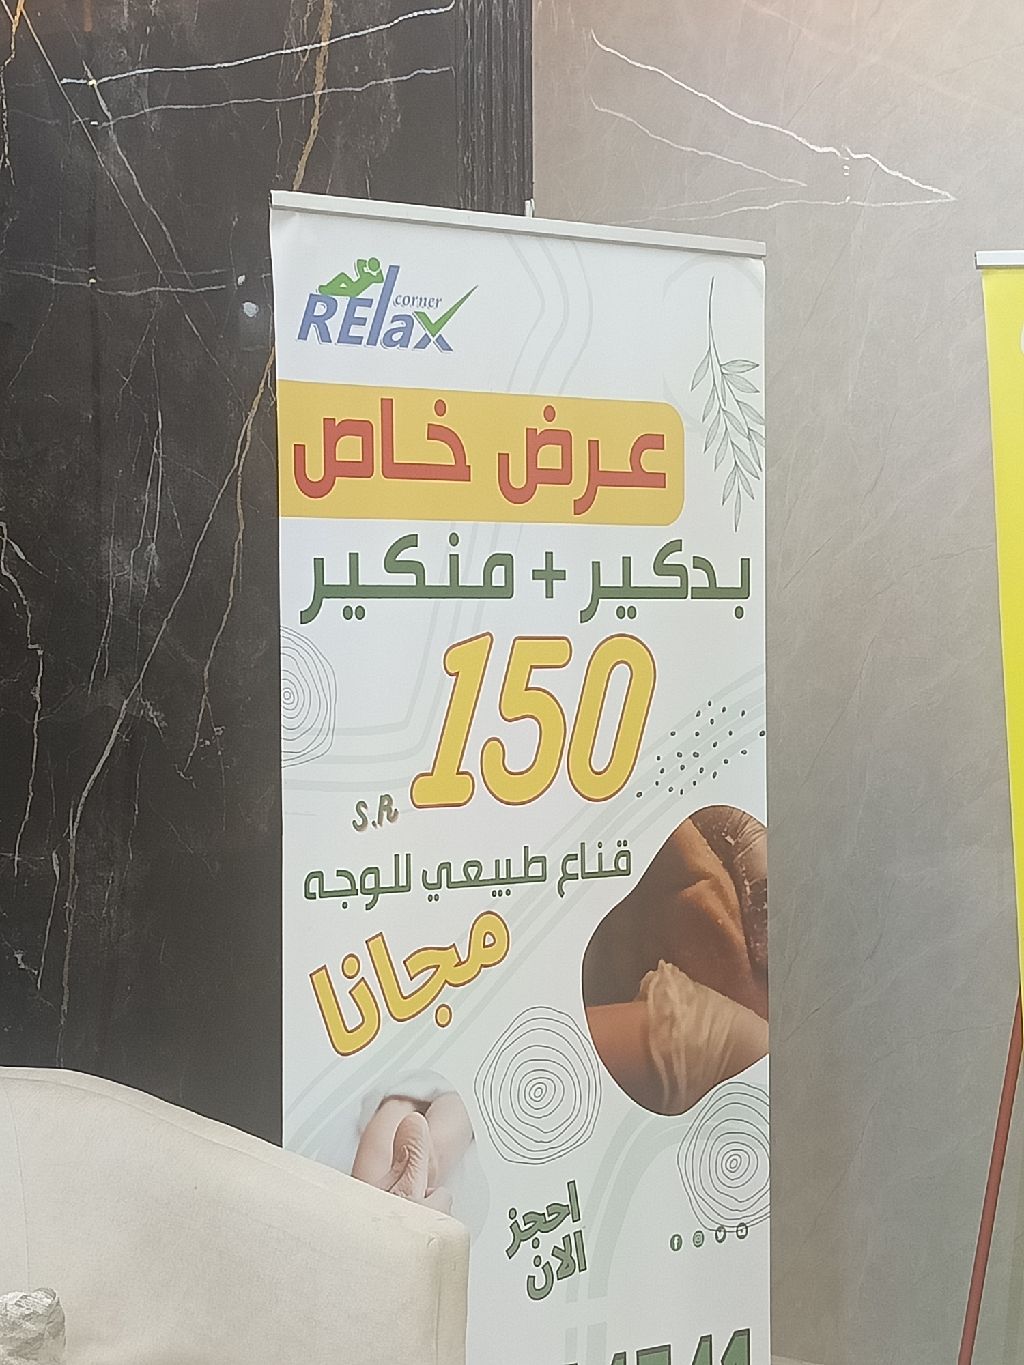 RElax corner
عرض خاص
بدكير + منكير
150
S.R
قناع طبيعي للوجه
مجانا
احجز
الان